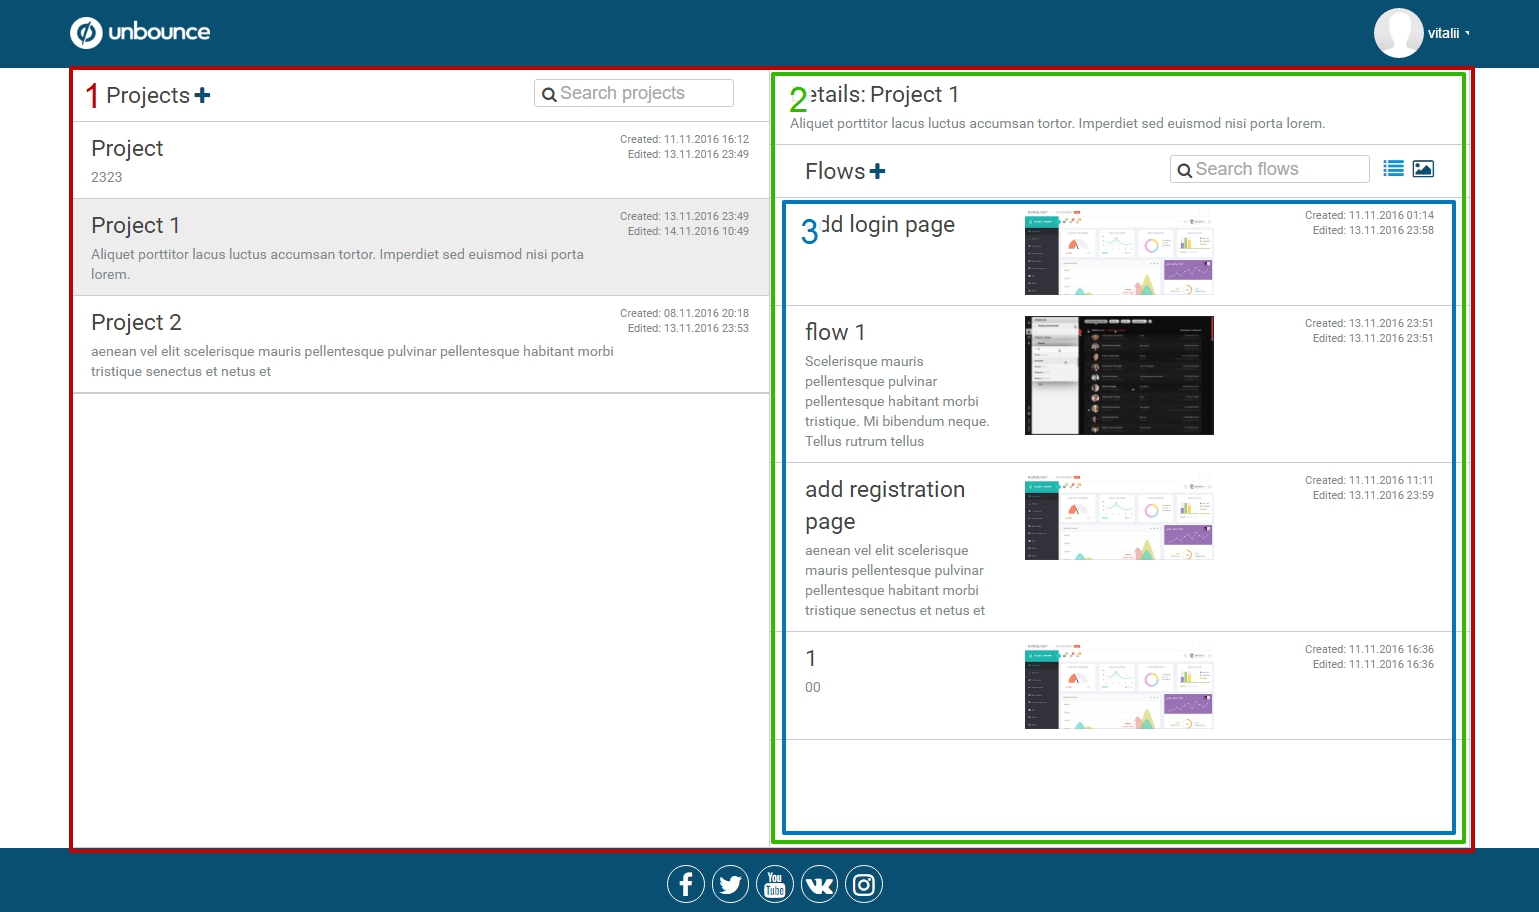 unbounce
vitalii
1 Projects
Search projects
Project
2323
Created: 11.11.2016 16:12
Edited: 13.11.2016 23:49
Project 1
Aliquet porttitor lacus luctus accumsan tortor. Imperdiet sed euismod nisi porta
lorem.
Created: 13.11.2016 23:49
Edited: 14.11.2016 10:49
Project 2
aenean vel elit scelerisque mauris pellentesque pulvinar pellentesque habitant morbi
tristique senectus et netus et
Created: 08.11.2016 20:18
Edited: 13.11.2016 23:53
2 etails: Project 1
Aliquet porttitor lacus luctus accumsan tortor. Imperdiet sed euismod nisi porta lorem.
Flows
Search flows
3 dd login page
Created: 11.11.2016 01:14
Edited: 13.11.2016 23:58
flow 1
Scelerisque mauris
pellentesque pulvinar
pellentesque habitant morbi
tristique. Mi bibendum neque.
Tellus rutrum tellus
Created: 13.11.2016 23:51
Edited: 13.11.2016 23:51
add registration
page
aenean vel elit scelerisque
mauris pellentesque pulvinar
pellentesque habitant morbi
tristique senectus et netus et
Created: 11.11.2016 11:11
Edited: 13.11.2016 23:59
1
00
Created: 11.11.2016 16:36
Edited: 11.11.2016 16:36
You
Tube